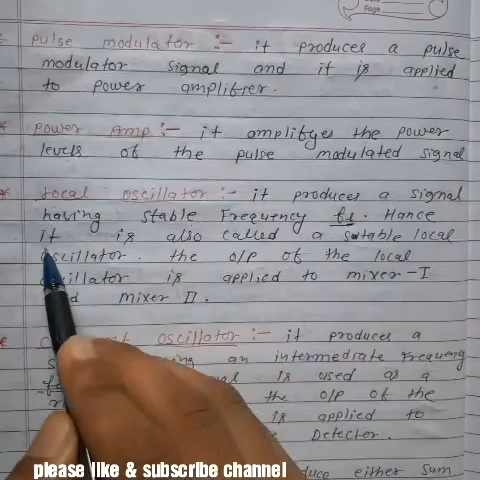 Page
Pulse modulator :- it produces a pulse
modulator signal and it is applied
to power amplifier.
* Power Amp :- it amplifyes the power
levels of the pulse modulated signal
* Local oscillator :- it produces a signal
having stable Frequency fs. Hance
it is also called a stable local
oscillator. the o/p of the local
oscillator is applied to mixer-I
mixer II.
oscillator :- it produces a
an intermediate Frequeng
is used as a
the o/p of the
is applied to
Detector.
either sum
please like & subscribe channel